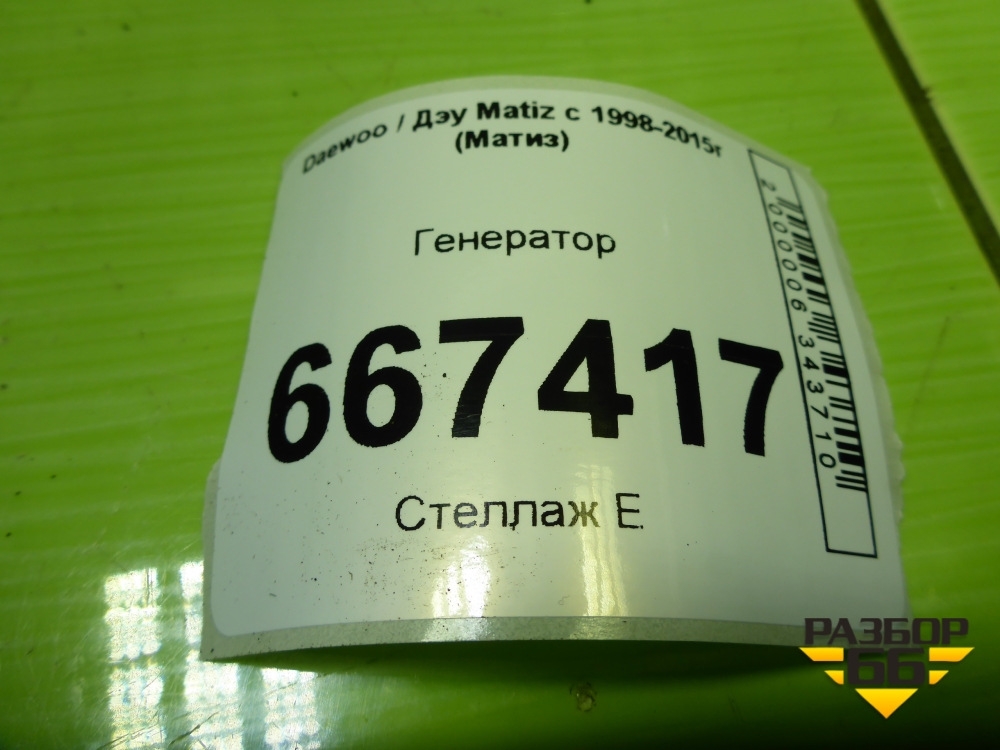 Daewoo / Дэу Matiz с 1998-2015г
(Матиз)
Генератор
667417
Стеллаж Е
2000006343710
РАЗБОР
66